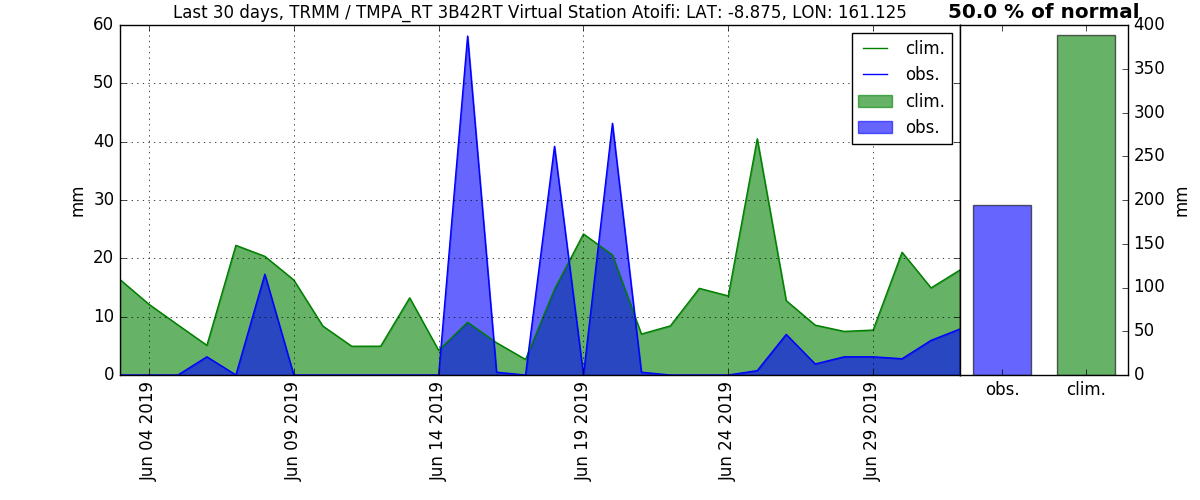 Last 30 days, TRMM / TMPA_RT 3B42RT Virtual Station Atoifi: LAT: -8.875, LON: 161.125
50.0 % of normal
clim.
obs.
clim.
obs.
mm
60
50
40
30
20
10
0
Jun 04 2019
Jun 09 2019
Jun 14 2019
Jun 19 2019
Jun 24 2019
Jun 29 2019
400
350
300
250
200
150
100
50
0
mm
obs.
clim.